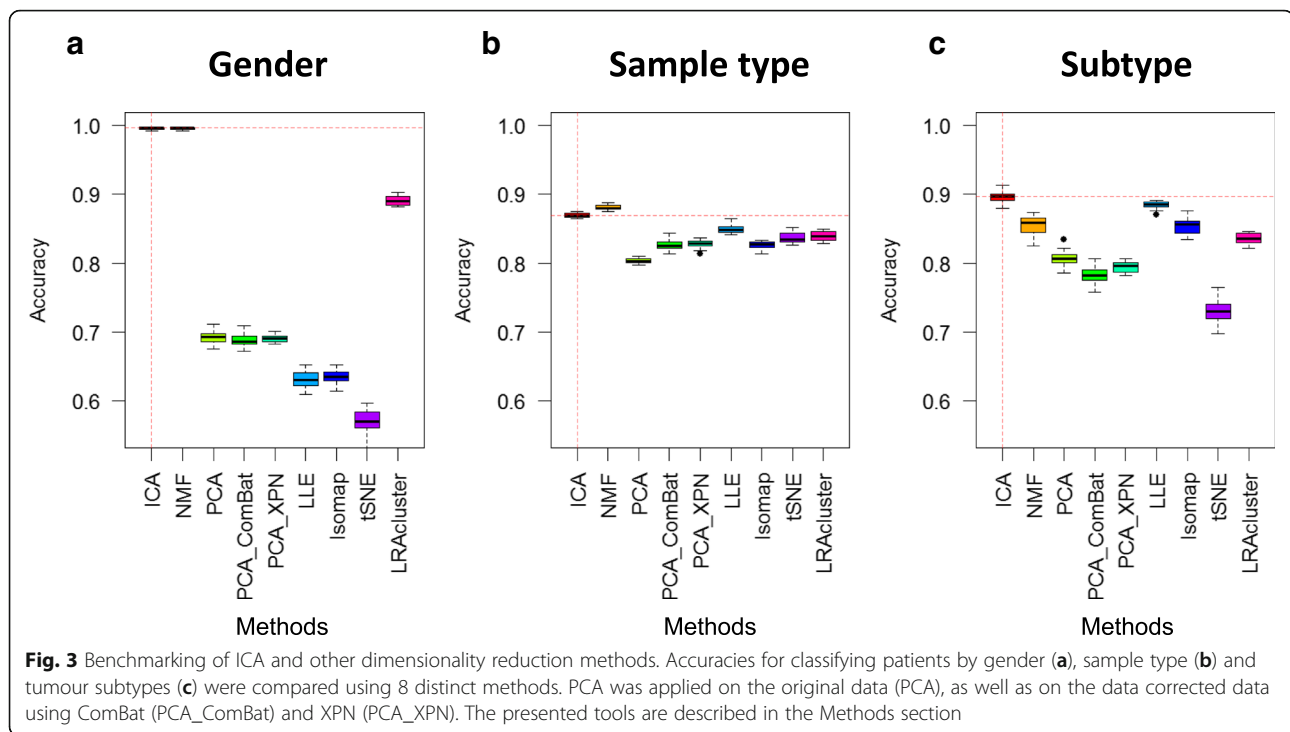 a
Gender
Accuracy
1.0
0.9
0.8
0.7
0.6
ICA
NMF
PCA
PCA_ComBat
PCA_XPN
LLE
Isomap
tSNE
LRAcluster
Methods
b
Sample type
Accuracy
1.0
0.9
0.8
0.7
0.6
ICA
NMF
PCA
PCA_ComBat
PCA_XPN
LLE
Isomap
tSNE
LRAcluster
Methods
c
Subtype
Accuracy
1.0
0.9
0.8
0.7
0.6
ICA
NMF
PCA
PCA_ComBat
PCA_XPN
LLE
Isomap
tSNE
LRAcluster
Methods
Fig. 3 Benchmarking of ICA and other dimensionality reduction methods. Accuracies for classifying patients by gender (a), sample type (b) and
tumour subtypes (c) were compared using 8 distinct methods. PCA was applied on the original data (PCA), as well as on the data corrected data
using ComBat (PCA_ComBat) and XPN (PCA_XPN). The presented tools are described in the Methods section